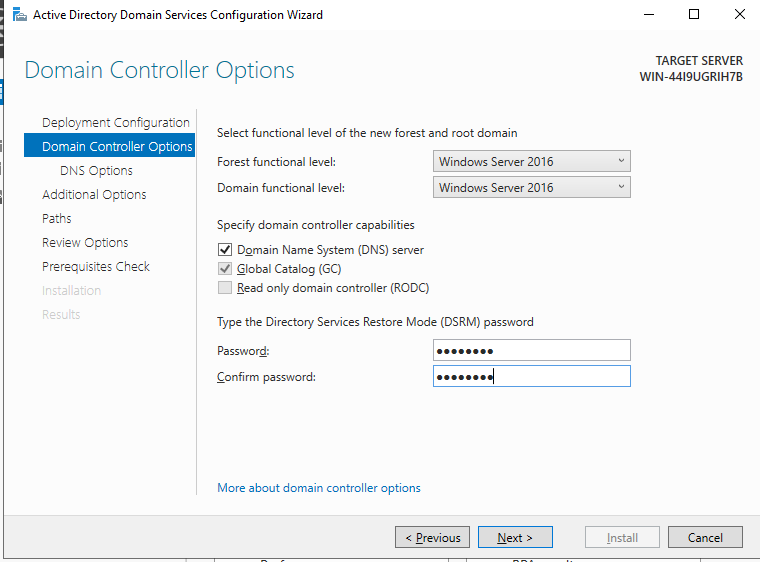 Active Directory Domain Services Configuration Wizard
Domain Controller Options
TARGET SERVER
WIN-44I9UGRIH7B
Deployment Configuration
Domain Controller Options
DNS Options
Additional Options
Paths
Review Options
Prerequisites Check
Installation
Results
Select functional level of the new forest and root domain
Forest functional level: Windows Server 2016
Domain functional level: Windows Server 2016
Specify domain controller capabilities
Domain Name System (DNS) server
Global Catalog (GC)
Read only domain controller (RODC)
Type the Directory Services Restore Mode (DSRM) password
Password: ●●●●●●●●
Confirm password: ●●●●●●●●
More about domain controller options
< Previous Next > Install Cancel